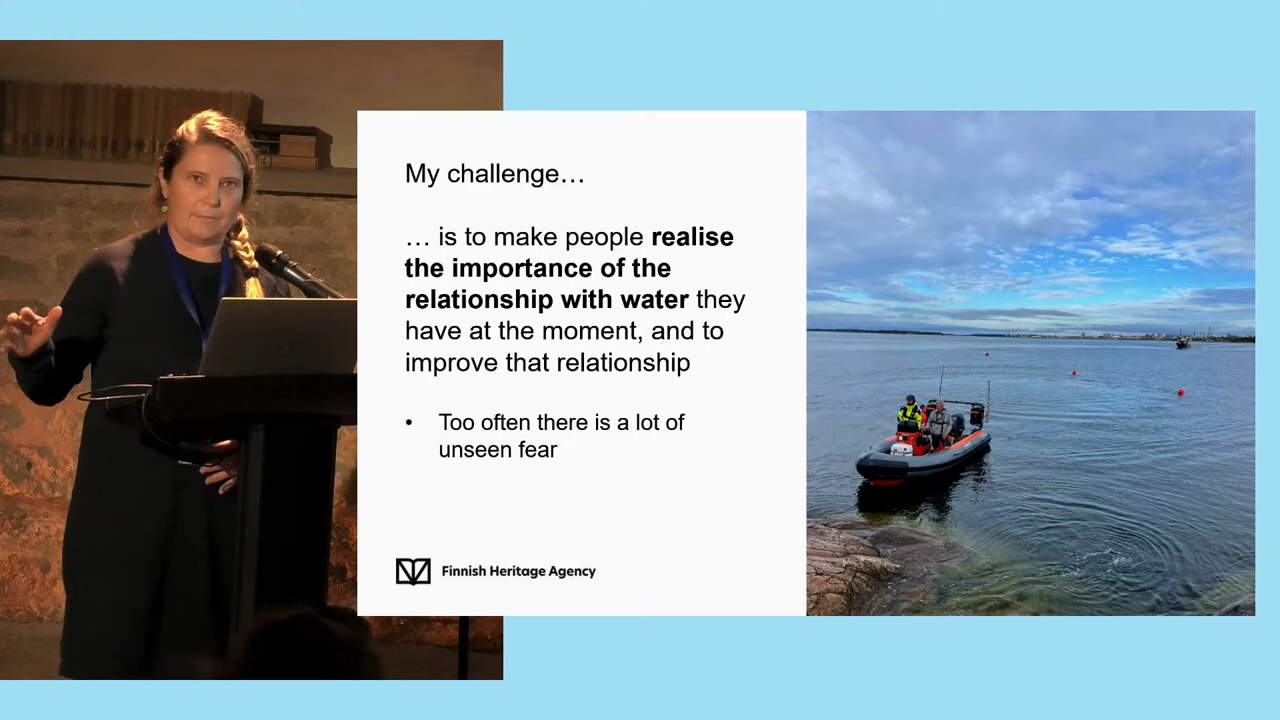 My challenge…
… is to make people realise
the importance of the
relationship with water they
have at the moment, and to
improve that relationship
• Too often there is a lot of
unseen fear
Finnish Heritage Agency